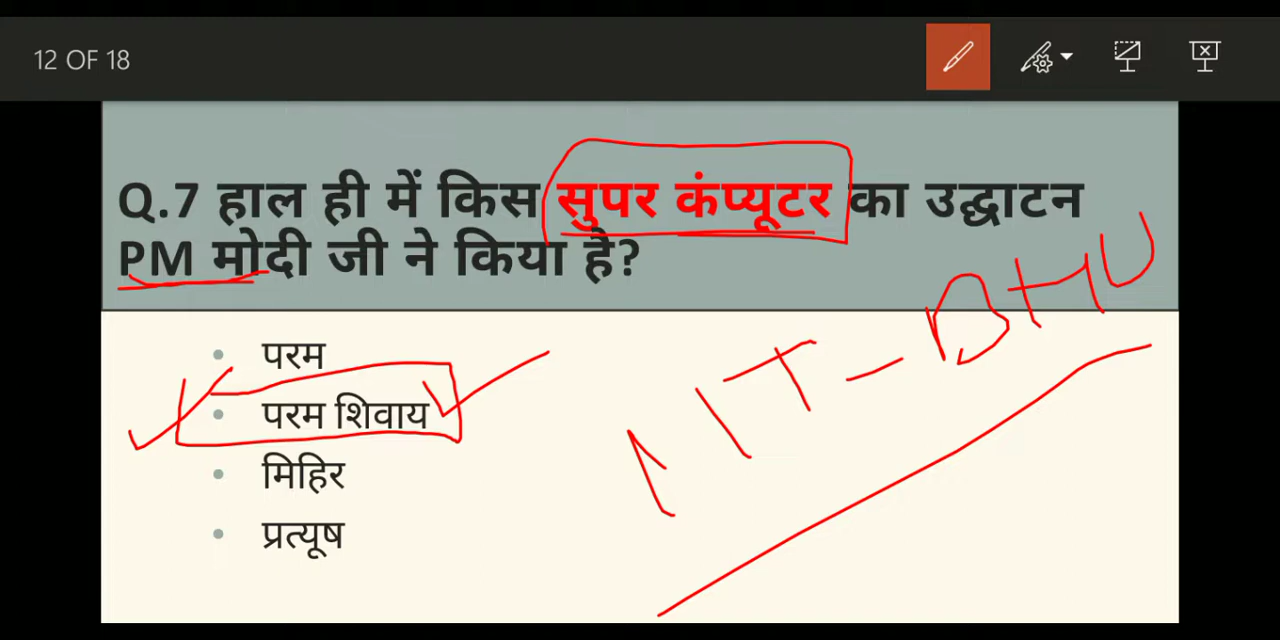 12 OF 18
Q.7 हाल ही में किस सुपर कंप्यूटर का उद्घाटन
PM मोदी जी ने किया है?
परम
परम शिवाय
मिहिर
प्रत्यूष
IIT-BHU